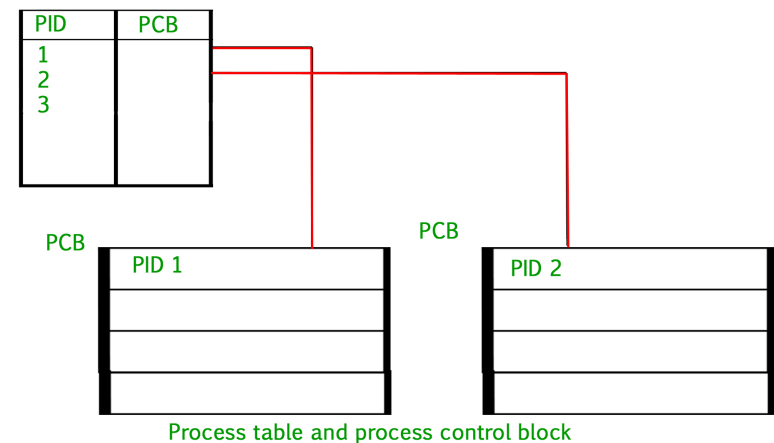 PID PCB
1
2
3
PCB PCB
PID 1 PID 2
Process table and process control block